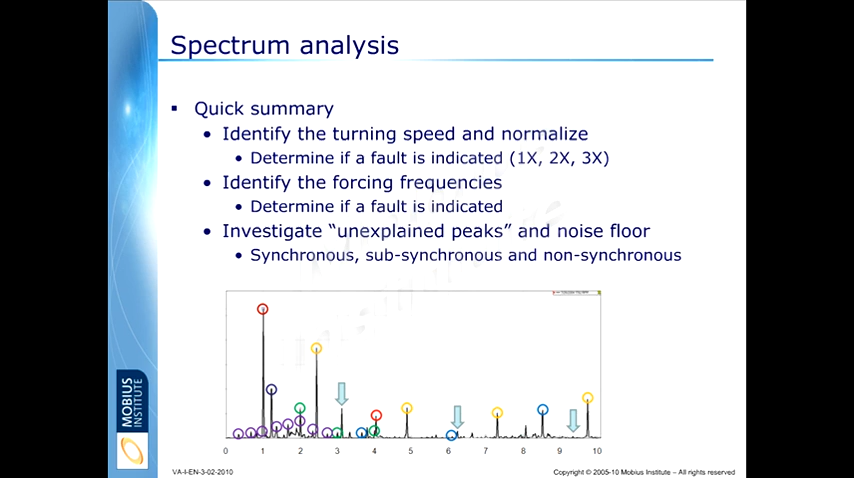 Spectrum analysis
▪ Quick summary
• Identify the turning speed and normalize
• Determine if a fault is indicated (1X, 2X, 3X)
• Identify the forcing frequencies
• Determine if a fault is indicated
• Investigate “unexplained peaks” and noise floor
• Synchronous, sub-synchronous and non-synchronous
0 1 2 3 4 5 6 7 8 9 10
MOBIUS
INSTITUTE
VA-I-EN-3-02-2010
Copyright © 2005-10 Mobius Institute – All rights reserved